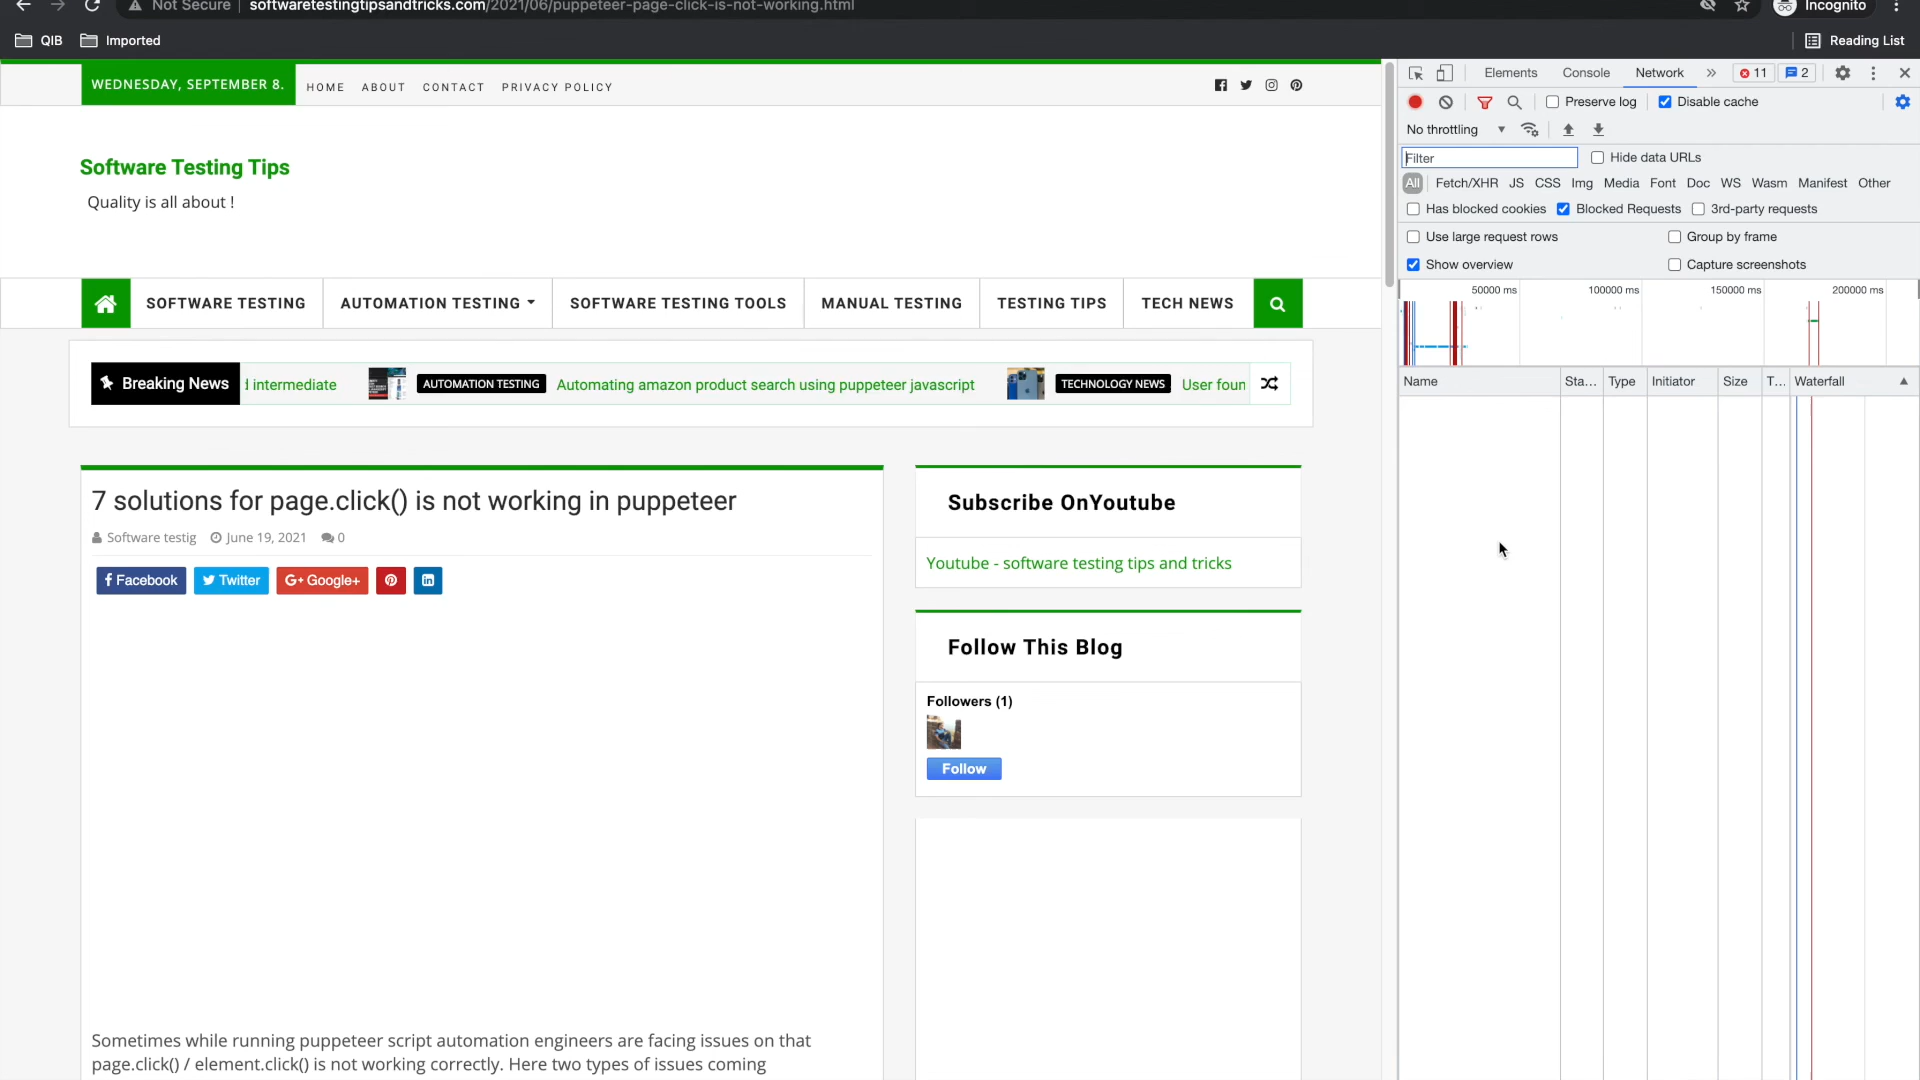 Not Secure | softwaretestingtipsandtricks.com/2021/06/puppeteer-page-click-is-not-working.html
Incognito
QIB
Imported
Reading List
WEDNESDAY, SEPTEMBER 8.
HOME
ABOUT
CONTACT
PRIVACY POLICY
Software Testing Tips
Quality is all about !
SOFTWARE TESTING
AUTOMATION TESTING
SOFTWARE TESTING TOOLS
MANUAL TESTING
TESTING TIPS
TECH NEWS
Breaking News
d intermediate
AUTOMATION TESTING
Automating amazon product search using puppeteer javascript
TECHNOLOGY NEWS
User foun
7 solutions for page.click() is not working in puppeteer
Software testig
June 19, 2021
0
Facebook
Twitter
G+ Google+
Sometimes while running puppeteer script automation engineers are facing issues on that
page.click() / element.click() is not working correctly. Here two types of issues coming
Subscribe OnYoutube
Youtube - software testing tips and tricks
Follow This Blog
Followers (1)
Follow
Elements
Console
Network
11
2
Preserve log
Disable cache
No throttling
Filter
Hide data URLs
All
Fetch/XHR
JS
CSS
Img
Media
Font
Doc
WS
Wasm
Manifest
Other
Has blocked cookies
Blocked Requests
3rd-party requests
Use large request rows
Group by frame
Show overview
Capture screenshots
50000 ms
100000 ms
150000 ms
200000 ms
Name
Sta...
Type
Initiator
Size
T...
Waterfall